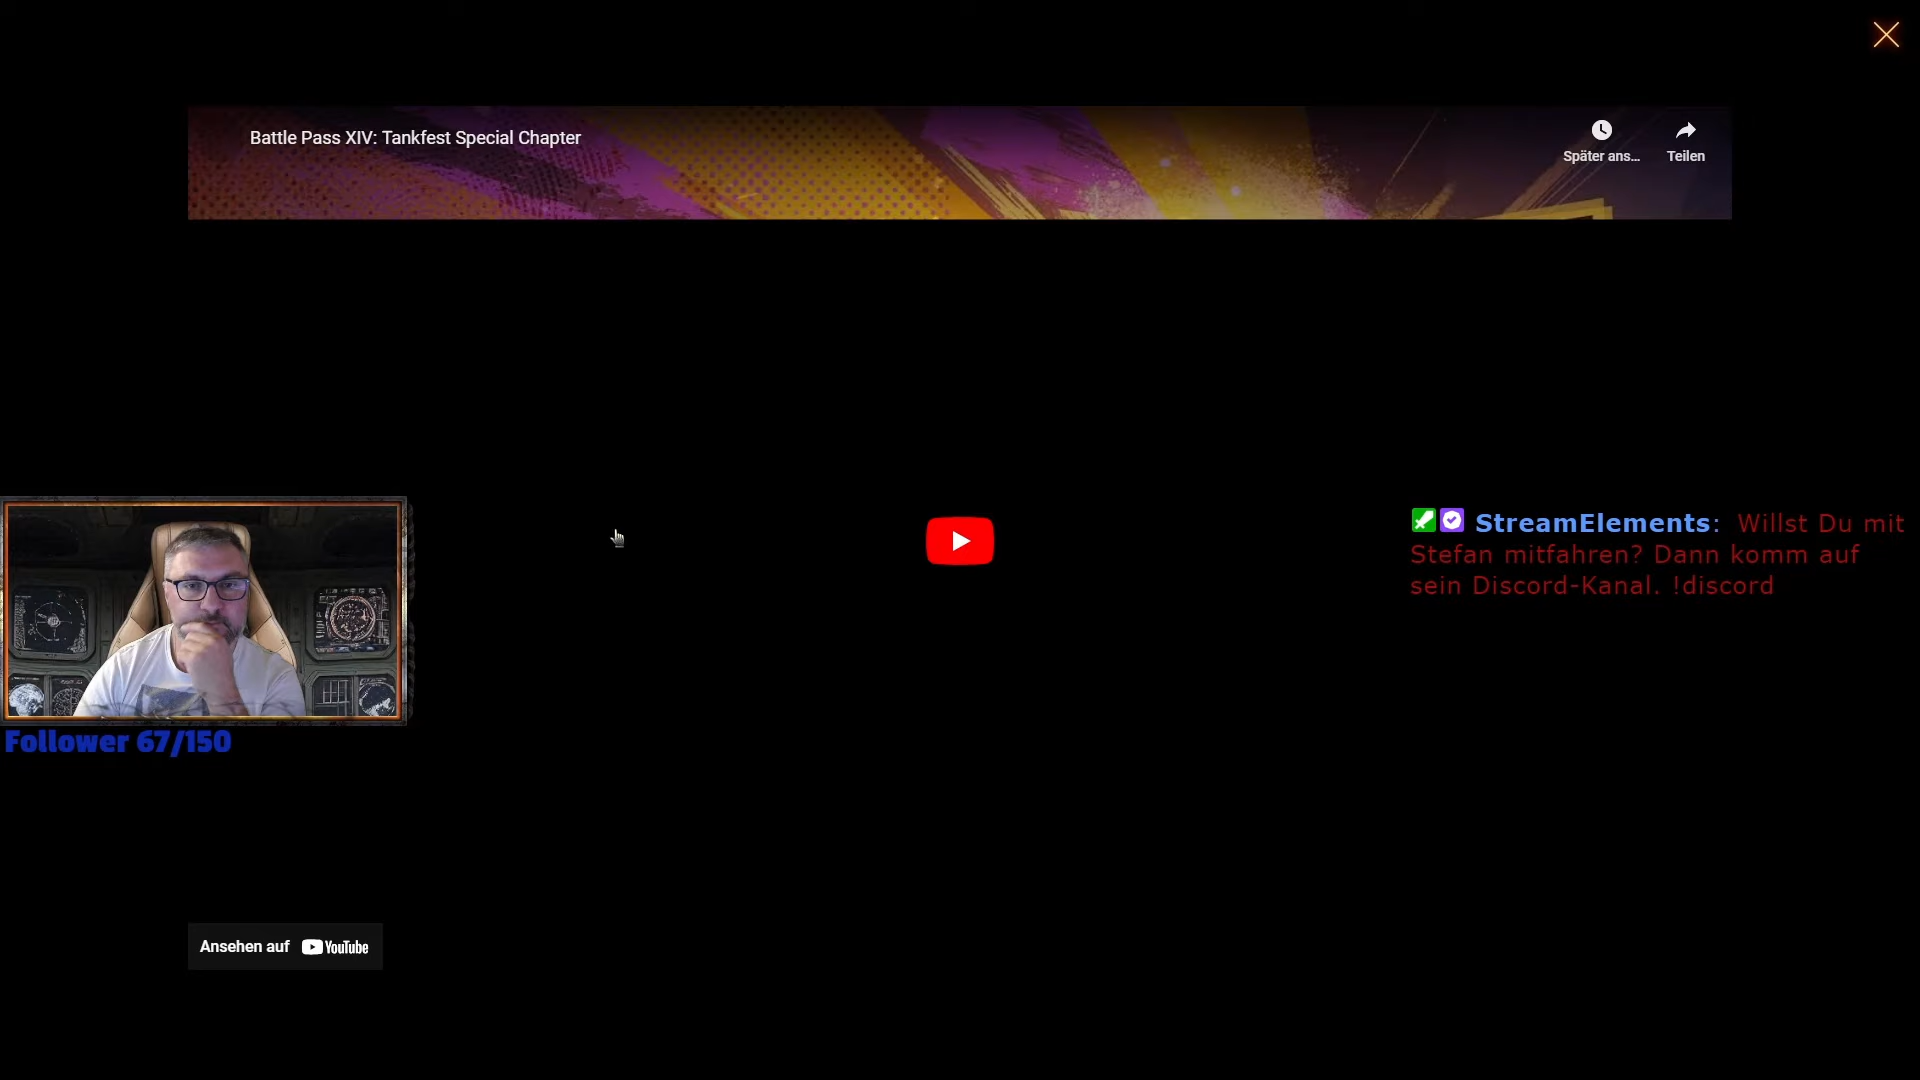 Battle Pass XIV: Tankfest Special Chapter
Später ans...
Teilen
StreamElements: Willst Du mit
Stefan mitfahren? Dann komm auf
sein Discord-Kanal. !discord
Follower 67/150
Ansehen auf YouTube